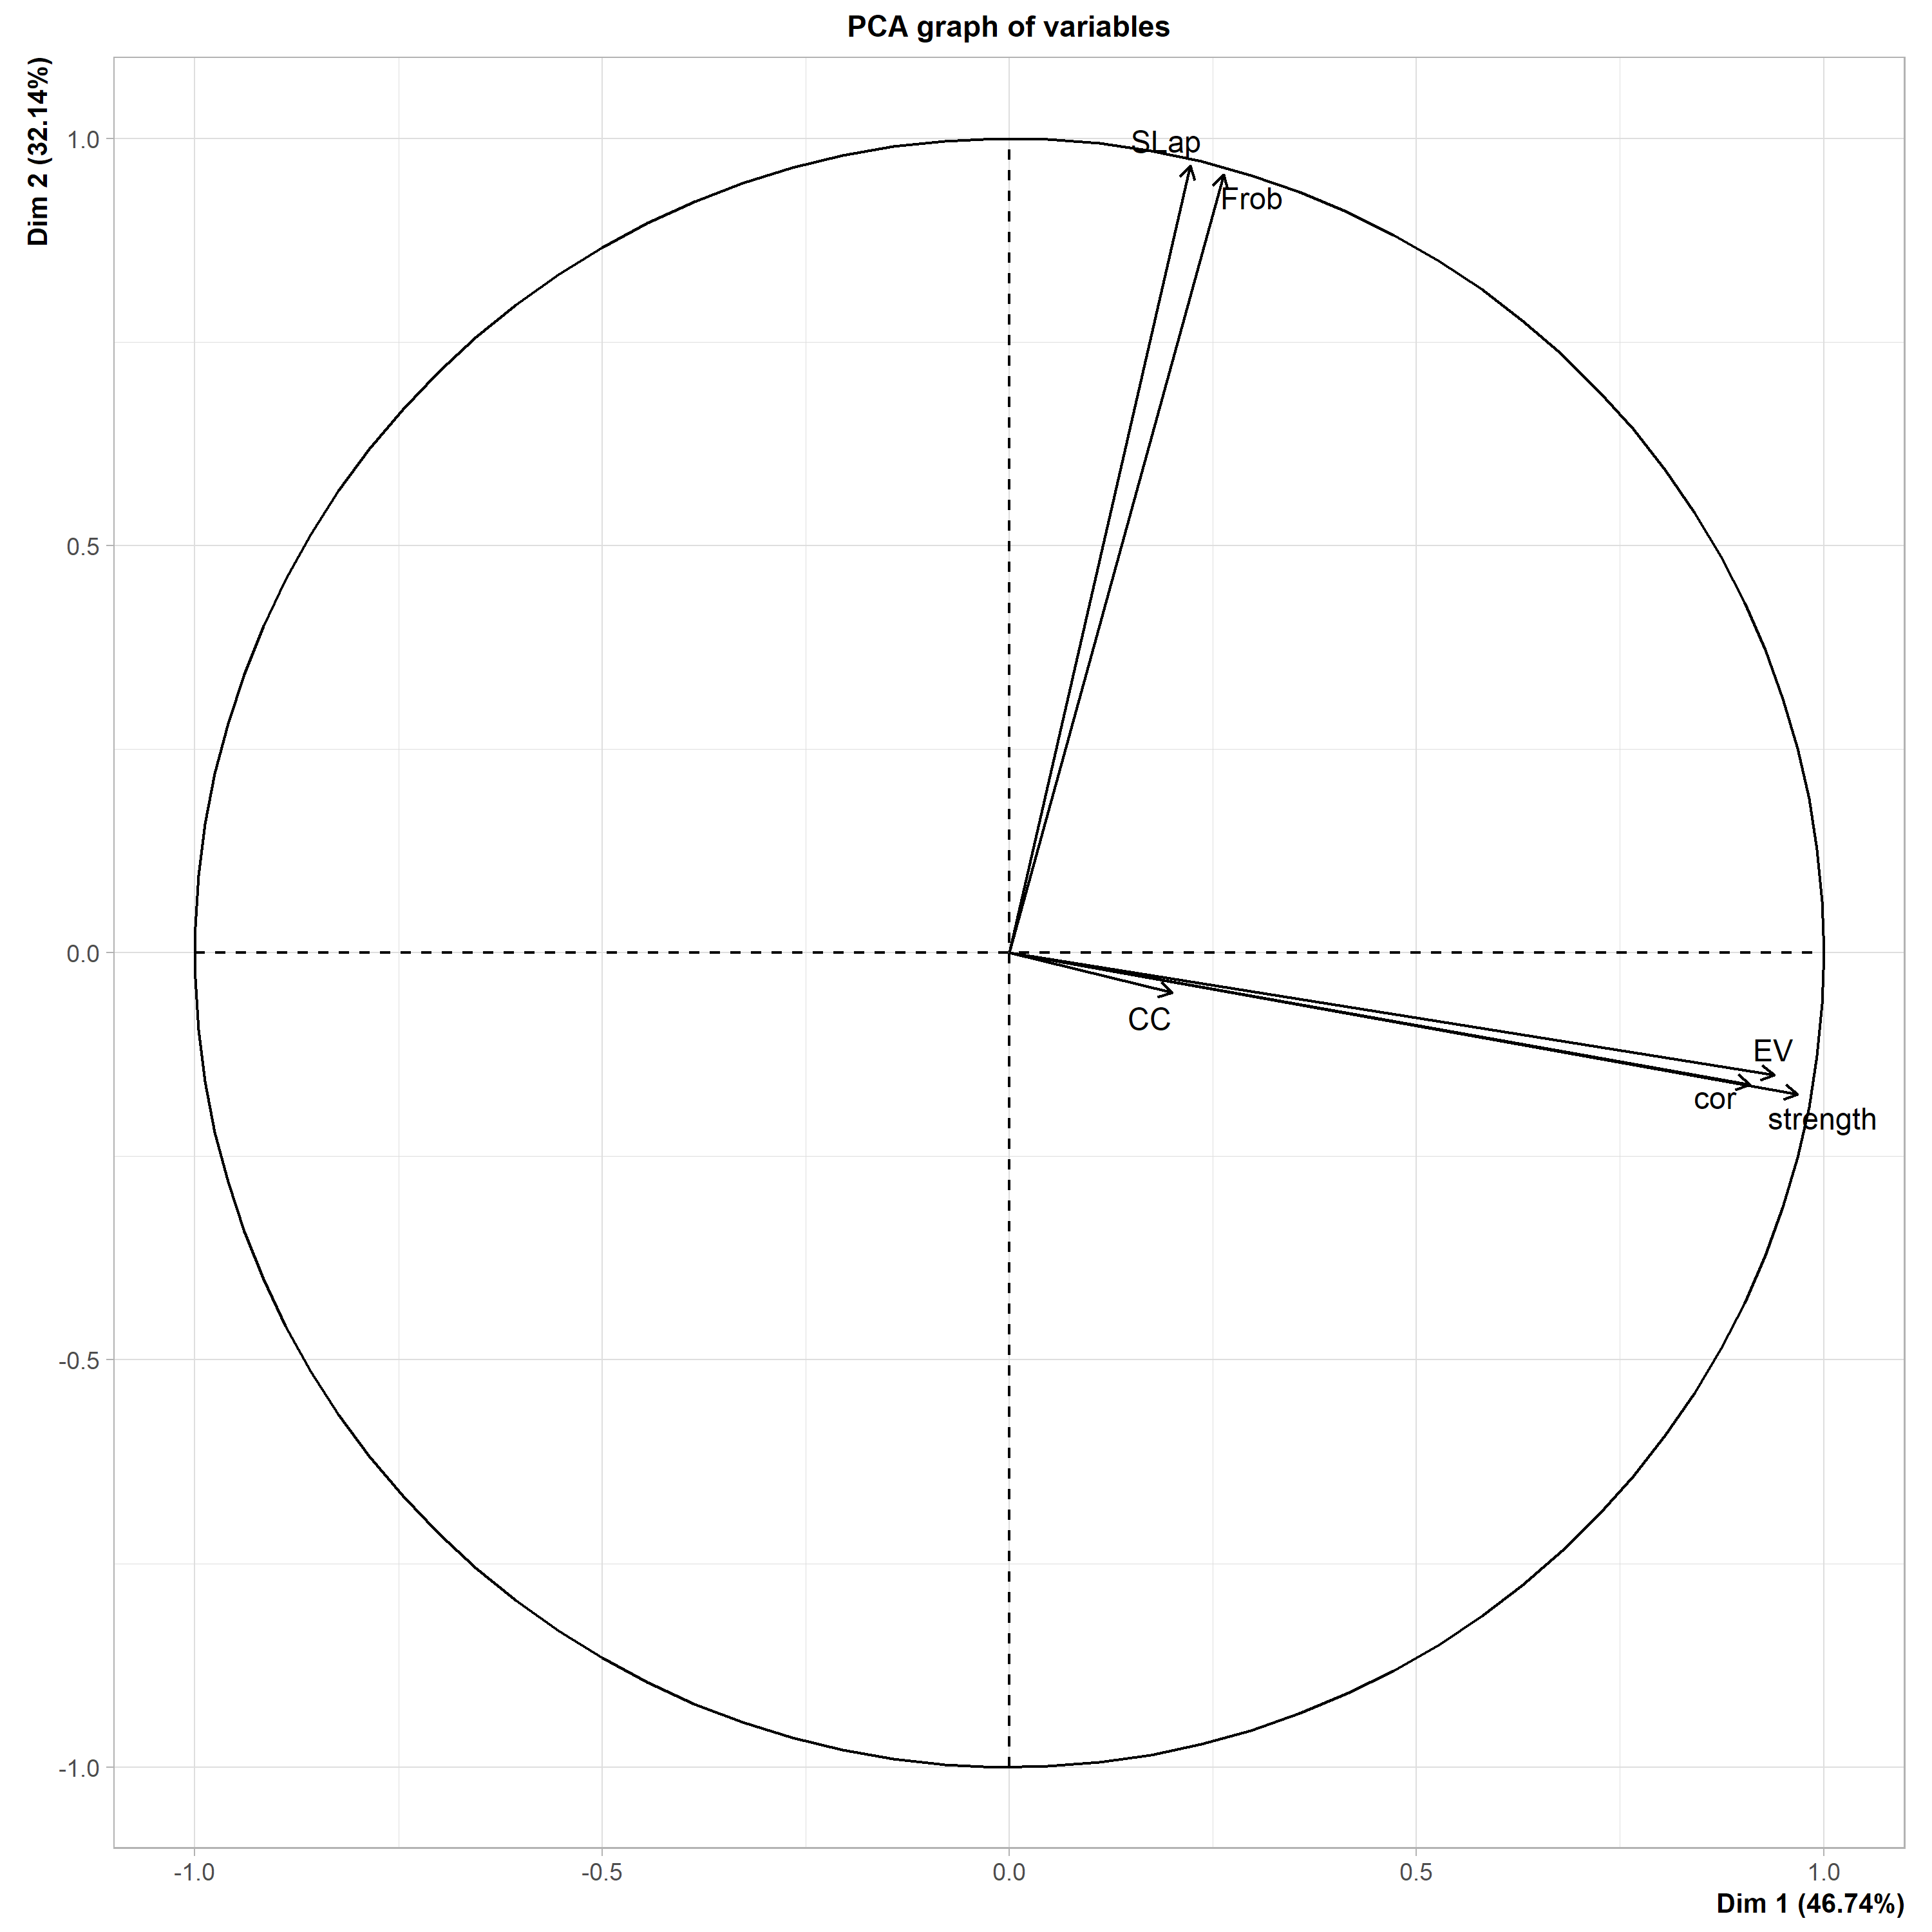 PCA graph of variables
Dim 2 (32.14%)
1.0
0.5
0.0
-0.5
-1.0
SLap
Frob
CC
EV
cor
strength
-1.0
-0.5
0.0
0.5
1.0
Dim 1 (46.74%)